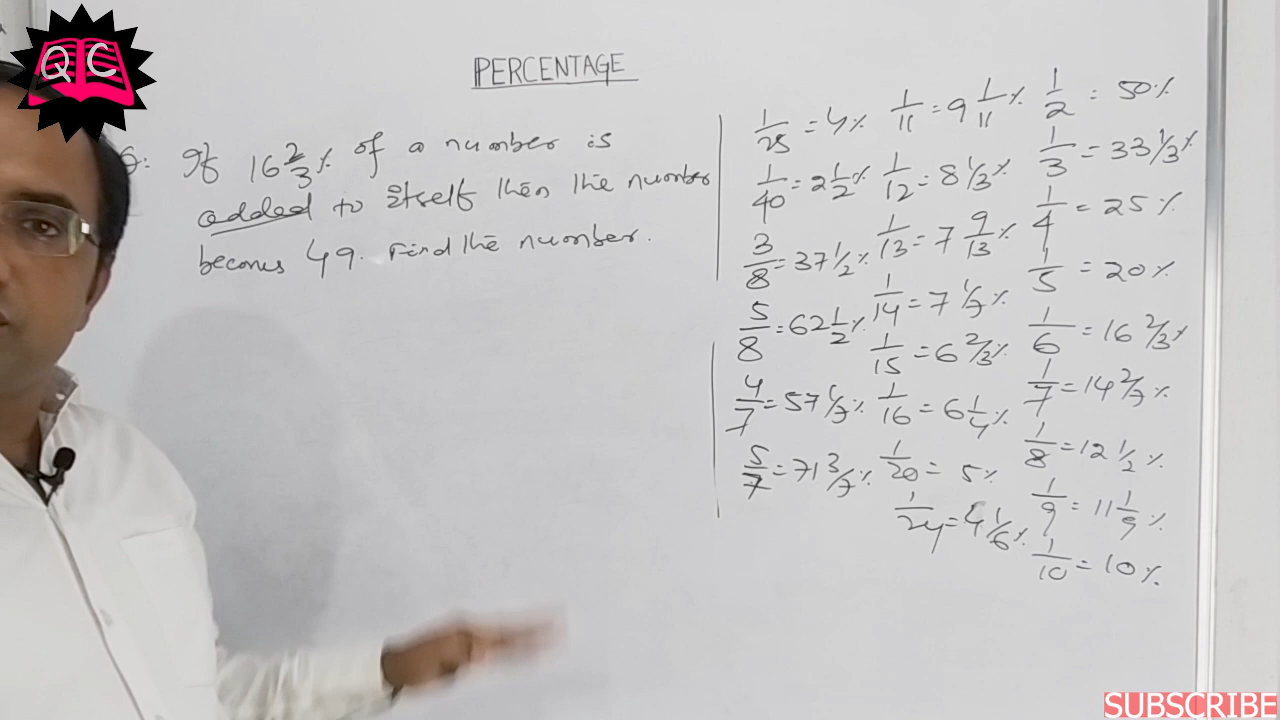 QC
PERCENTAGE
Q: If 16 2/3 % of a number is
added to itself then the number
becomes 49. Find the number.
1/25 = 4%
1/40 = 2 1/2 %
3/8 = 37 1/2 %
5/8 = 62 1/2 %
4/7 = 57 1/7 %
5/7 = 71 3/7 %
1/11 = 9 1/11 %
1/12 = 8 1/3 %
1/13 = 7 9/13 %
1/14 = 7 1/7 %
1/15 = 6 2/3 %
1/16 = 6 1/4 %
1/20 = 5%
1/24 = 4 1/6 %
1/2 = 50%
1/3 = 33 1/3 %
1/4 = 25%
1/5 = 20%
1/6 = 16 2/3 %
1/7 = 14 2/7 %
1/8 = 12 1/2 %
1/9 = 11 1/9 %
1/10 = 10%
SUBSCRIBE